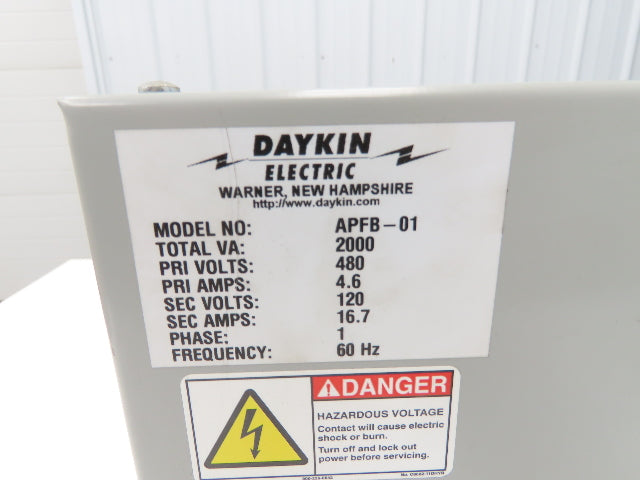 DAYKIN
ELECTRIC
WARNER, NEW HAMPSHIRE
http://www.daykin.com
MODEL NO: APFB-01
TOTAL VA: 2000
PRI VOLTS: 480
PRI AMPS: 4.6
SEC VOLTS: 120
SEC AMPS: 16.7
PHASE: 1
FREQUENCY: 60 Hz
DANGER
HAZARDOUS VOLTAGE
Contact will cause electric
shock or burn.
Turn off and lock out
power before servicing.